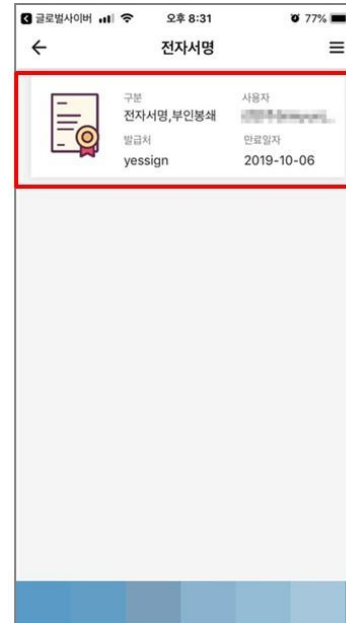 글로벌사이버 오후 8:31 77%
전자서명
구분 사용자
전자서명,부인봉쇄
발급처 만료일자
yessign 2019-10-06